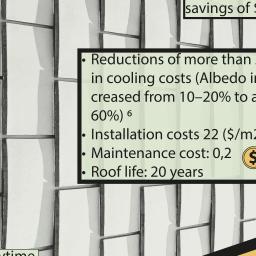 savings of
• Reductions of more than
in cooling costs (Albedo in
creased from 10–20% to a
60%) ⁶
• Installation costs 22 ($/m2
• Maintenance cost: 0,2
• Roof life: 20 years
ytime